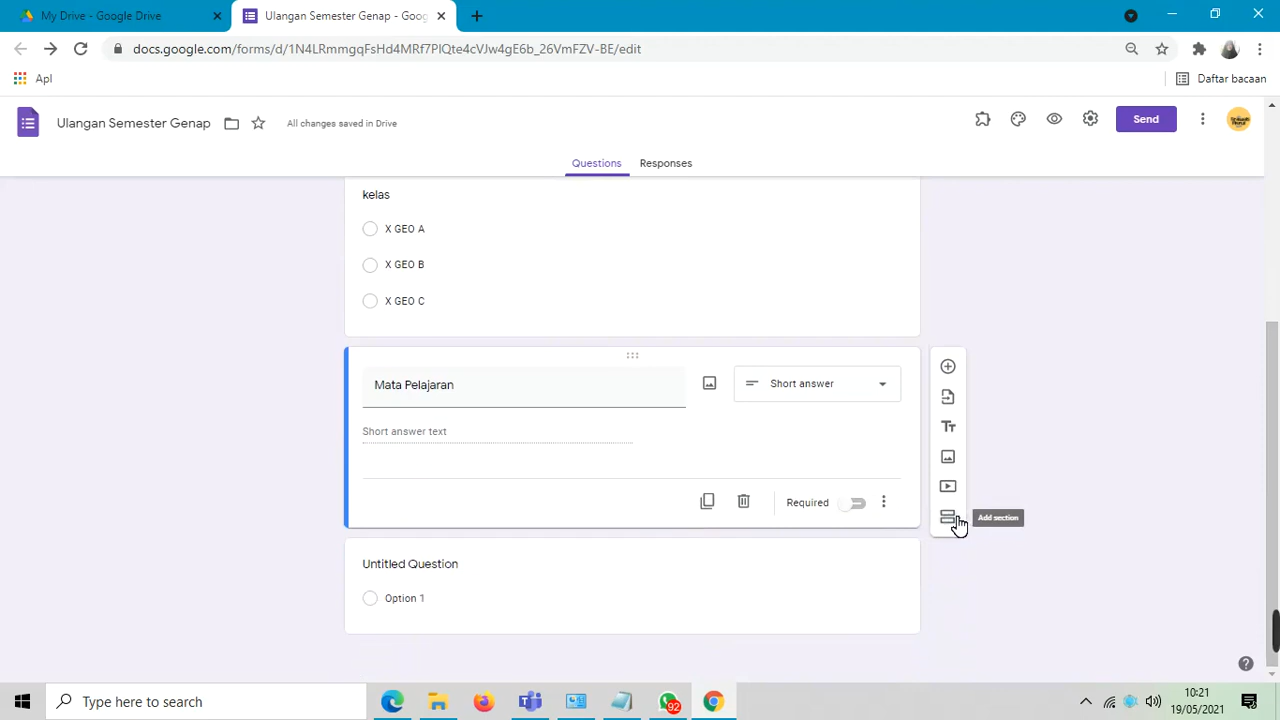 My Drive - Google Drive
Ulangan Semester Genap - Goog
docs.google.com/forms/d/1N4LRmmgqFsHd4MRf7PlQte4cVJw4gE6b_26VmFZV-BE/edit
Apl
Daftar bacaan
Ulangan Semester Genap
All changes saved in Drive
Send
Questions
Responses
kelas
X GEO A
X GEO B
X GEO C
Mata Pelajaran
Short answer
Short answer text
Required
Add section
Untitled Question
Option 1
Type here to search
92
10:21
19/05/2021